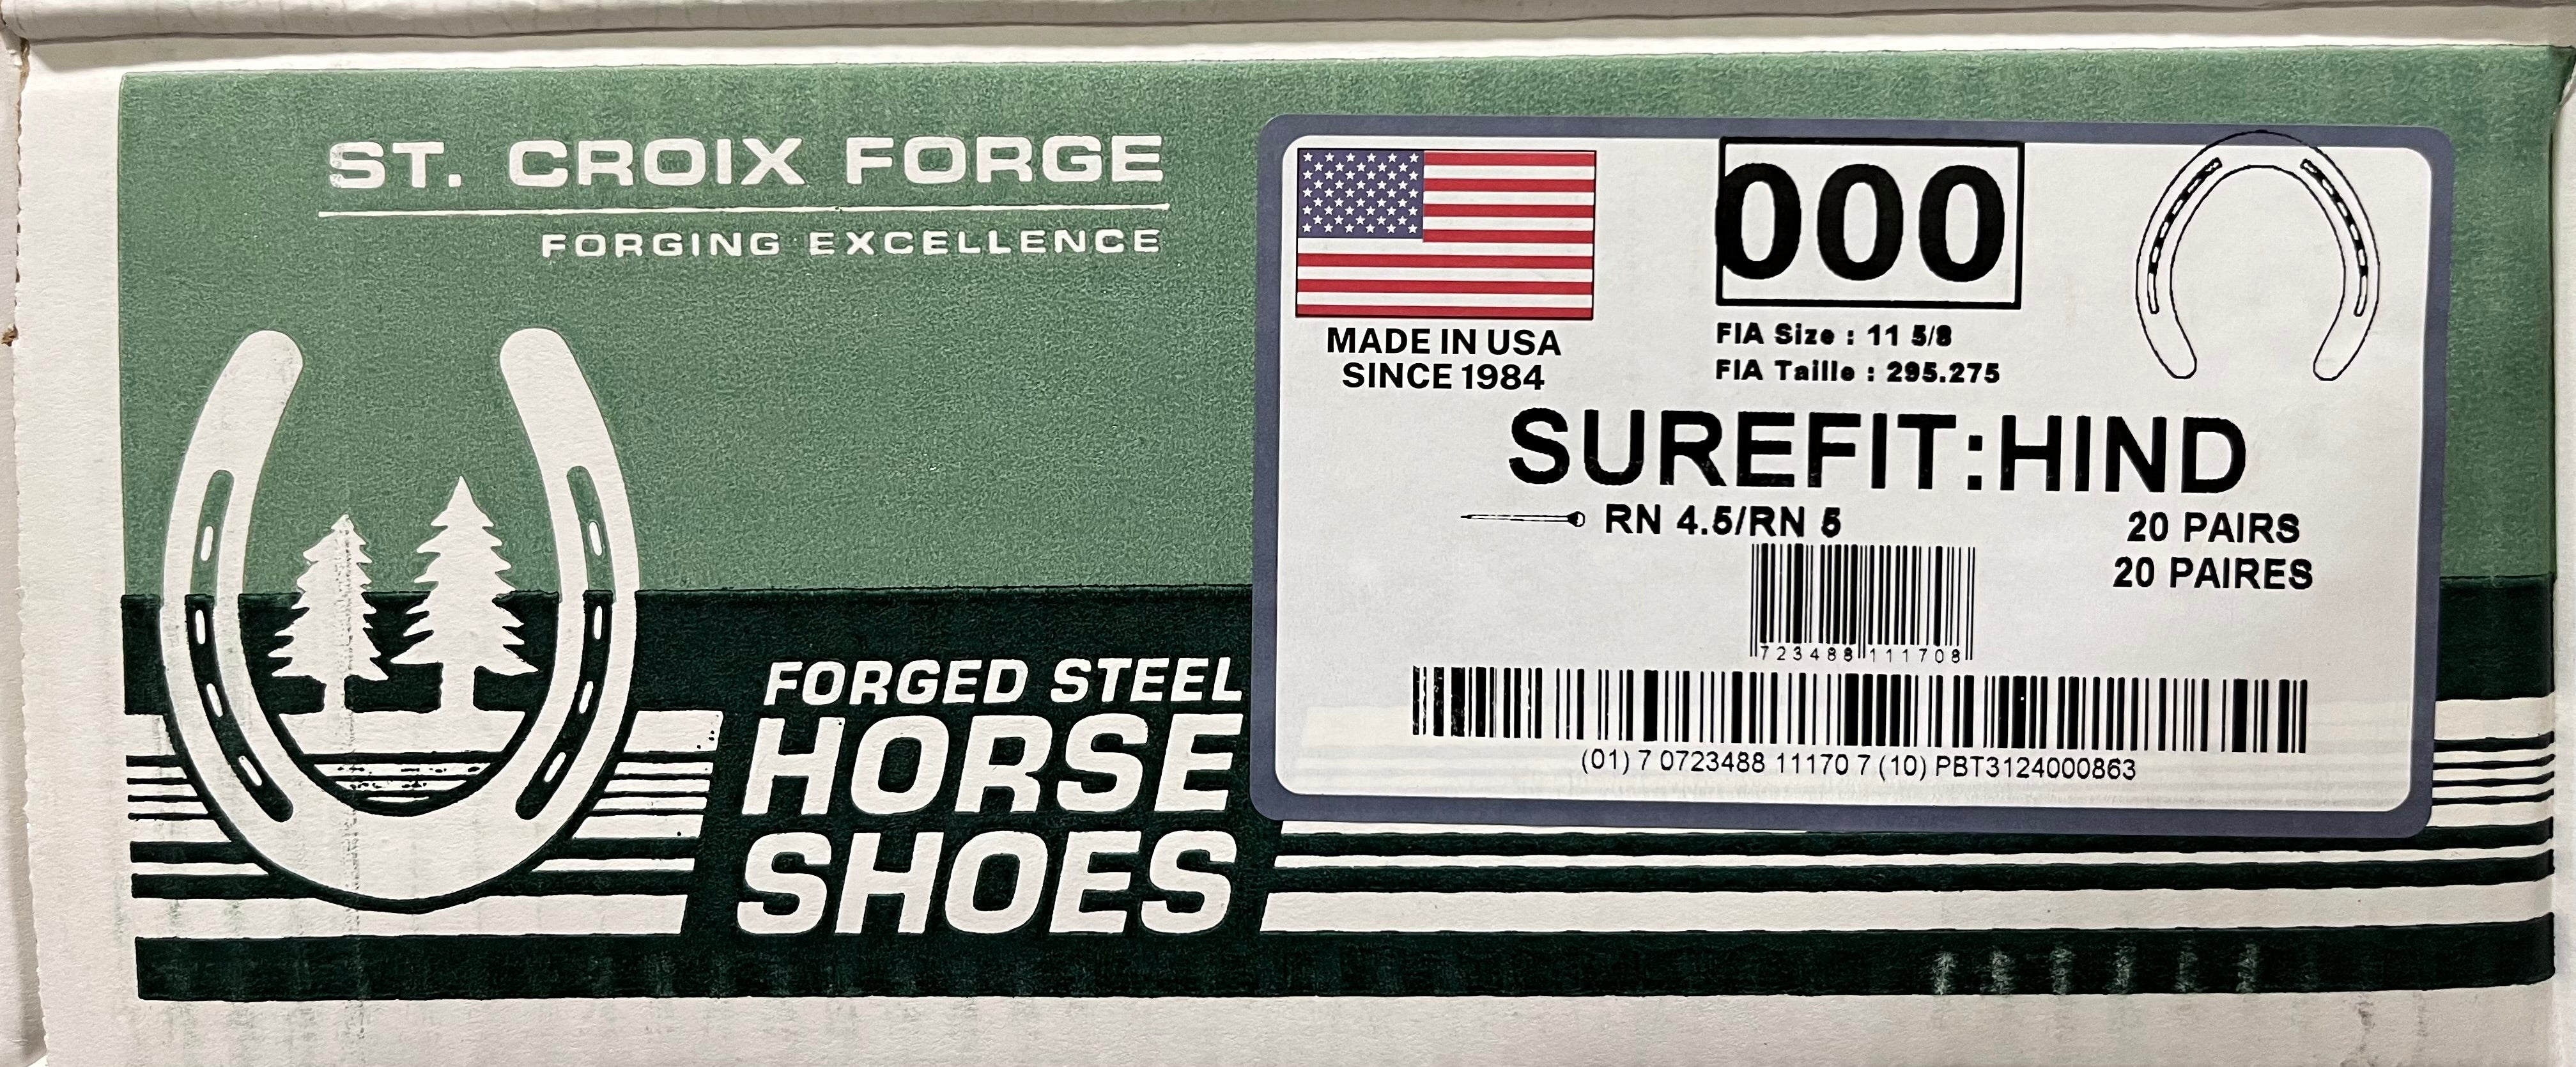 ST. CROIX FORGE
FORGING EXCELLENCE
FORGED STEEL
HORSE
SHOES
MADE IN USA
SINCE 1984
000
FIA Size : 11 5/8
FIA Taille : 295.275
SUREFIT:HIND
RN 4.5/RN 5
20 PAIRS
20 PAIRES
723488 111708
(01) 7 0723488 11170 7 (10) PBT3124000863